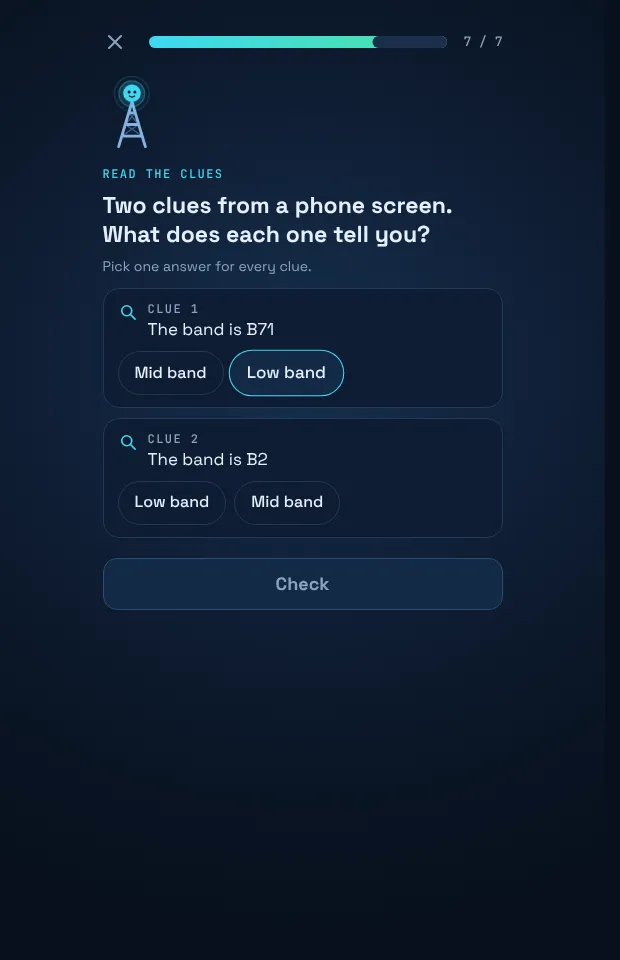 7 / 7
READ THE CLUES
Two clues from a phone screen.
What does each one tell you?
Pick one answer for every clue.
CLUE 1
The band is B71
Mid band
Low band
CLUE 2
The band is B2
Low band
Mid band
Check